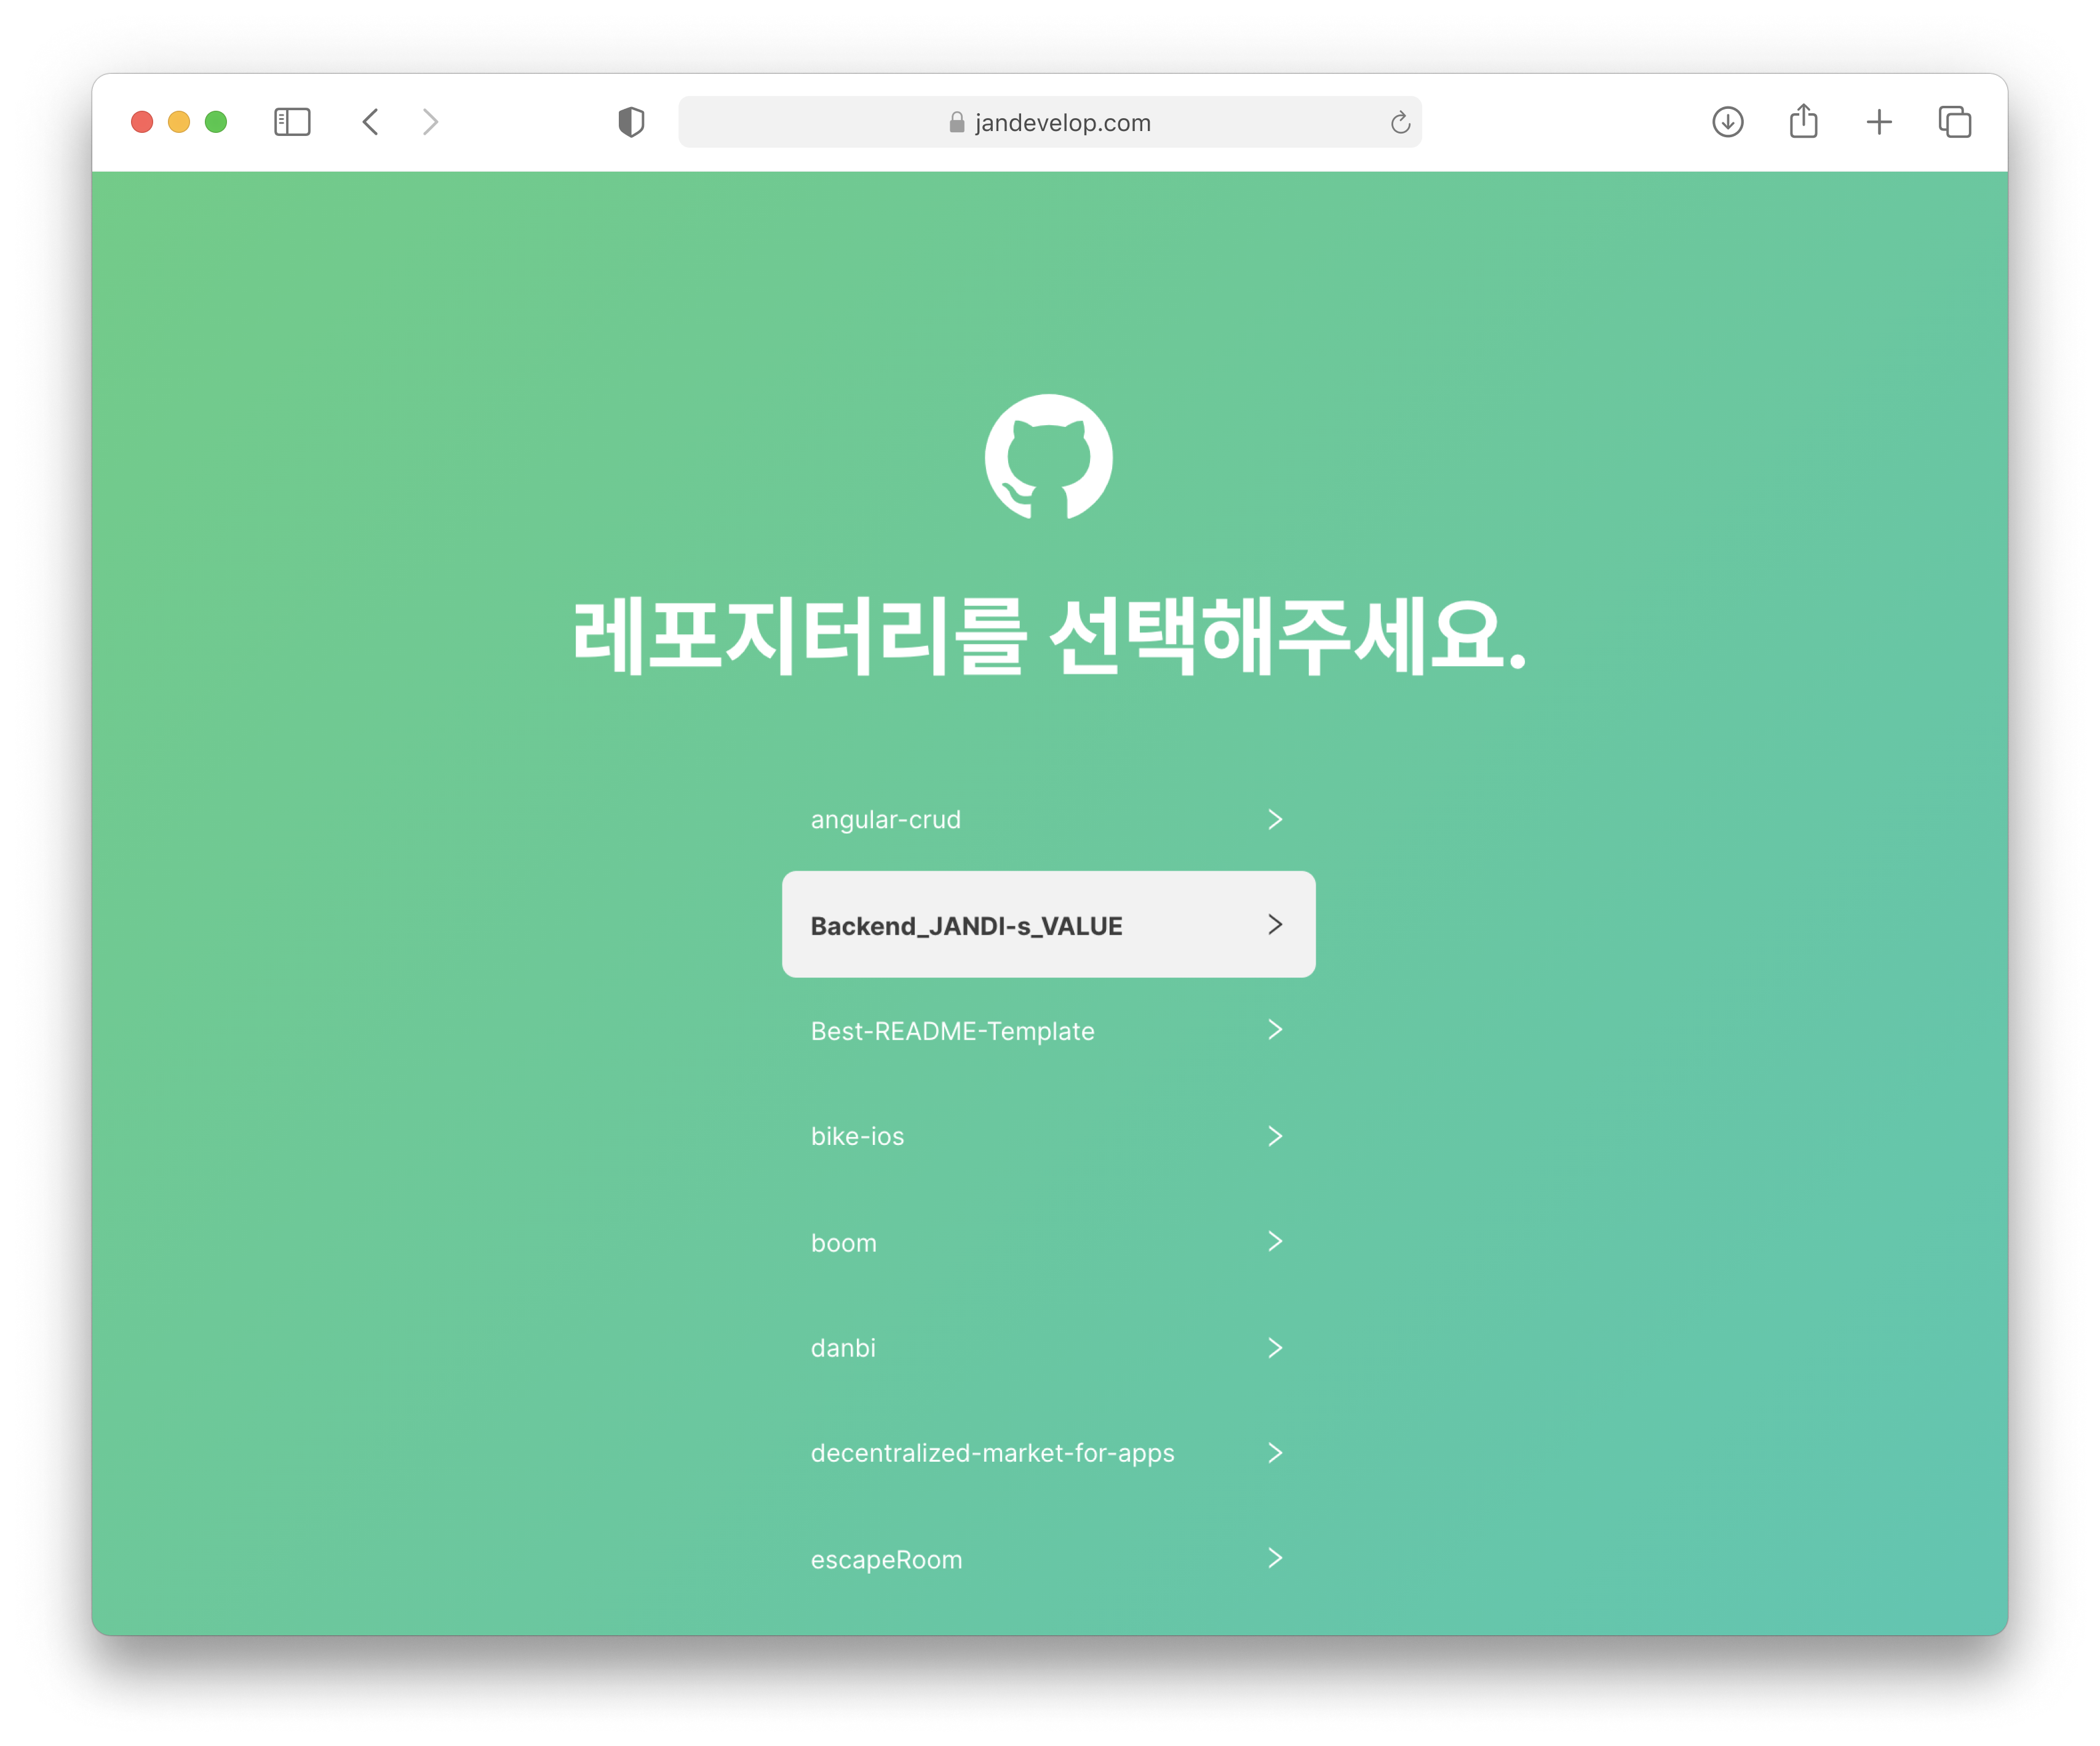 jandevelop.com
레포지터리를 선택해주세요.
angular-crud
Backend_JANDI-s_VALUE
Best-README-Template
bike-ios
boom
danbi
decentralized-market-for-apps
escapeRoom